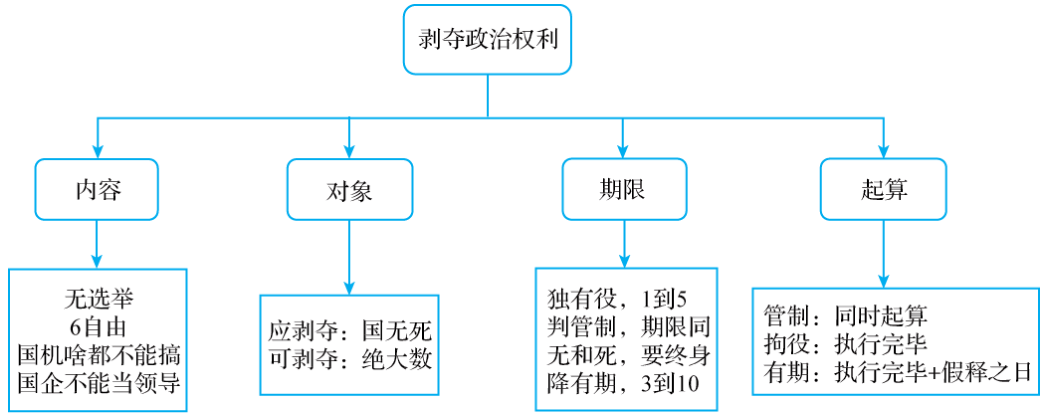 剥夺政治权利
内容
对象
期限
起算
无选举
6自由
国机啥都不能搞
国企不能当领导
应剥夺：国无死
可剥夺：绝大数
独有役，1到5
判管制，期限同
无和死，要终身
降有期，3到10
管制：同时起算
拘役：执行完毕
有期：执行完毕+假释之日